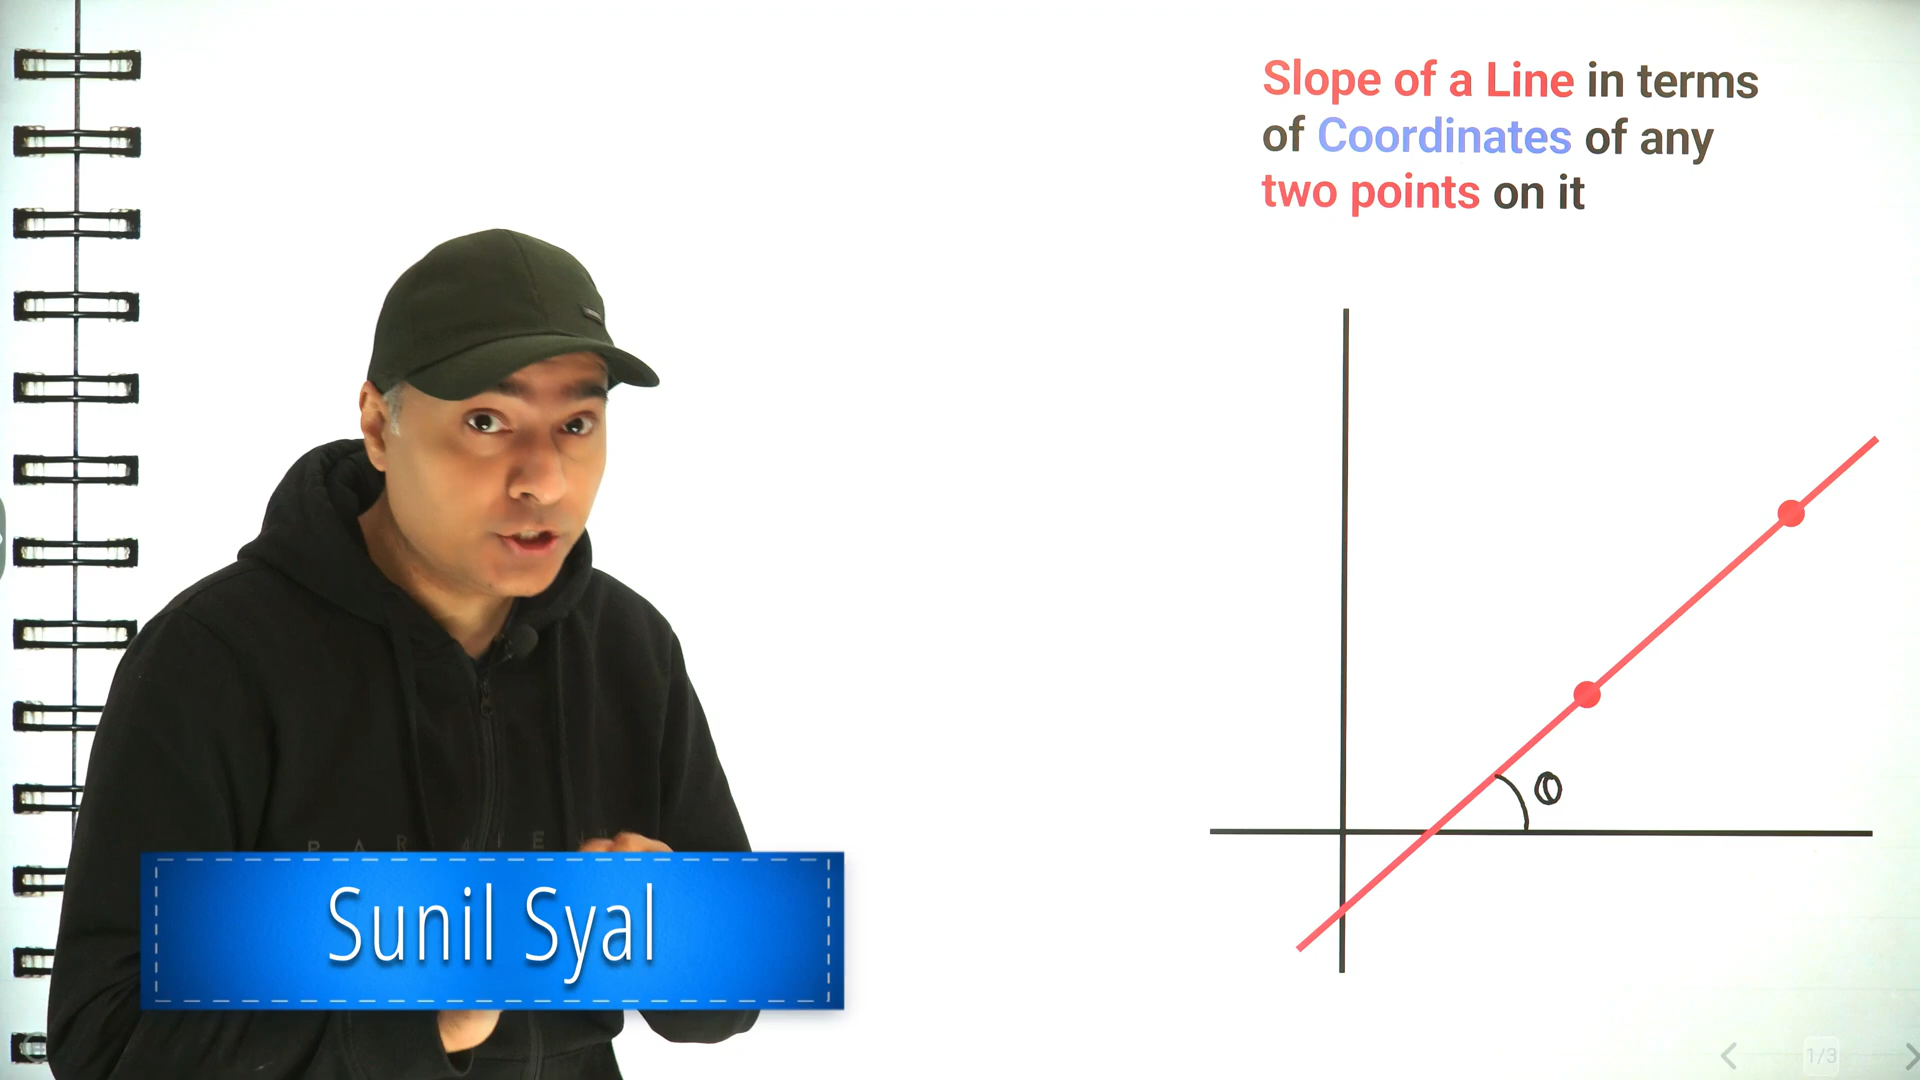 Slope of a Line in terms
of Coordinates of any
two points on it
θ
Sunil Syal
1/3